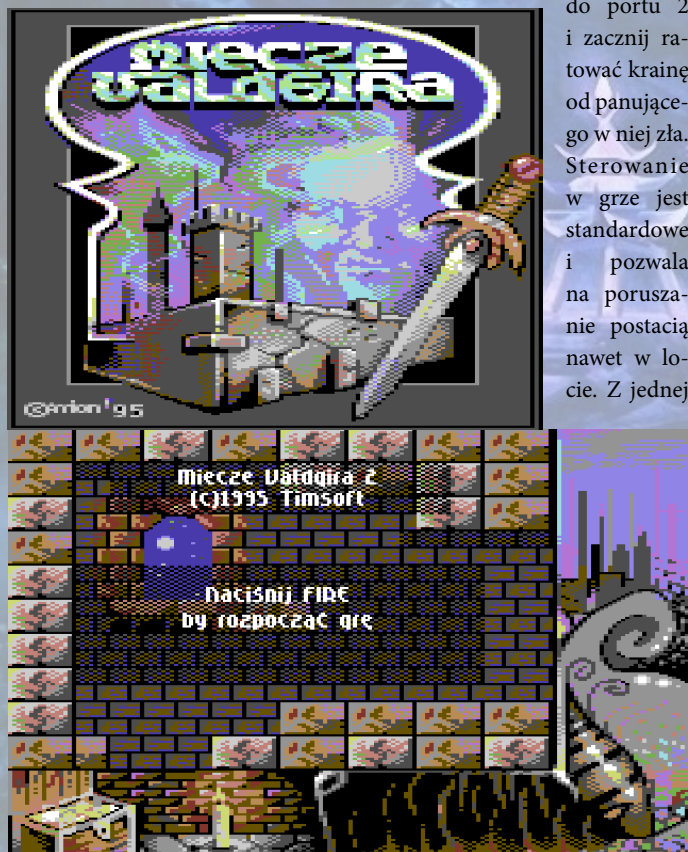 Miecze
Valdgira
©arrion '95
do portu 2
i zacznij ra-
tować krainę
od panujące-
go w niej zła.
Sterowanie
w grze jest
standardowe
i pozwala
na porusza-
nie postacią
nawet w lo-
cie. Z jednej
Miecze Valdgira 2
(C)1995 Timsoft
Naciśnij FIRE
by rozpocząć grę